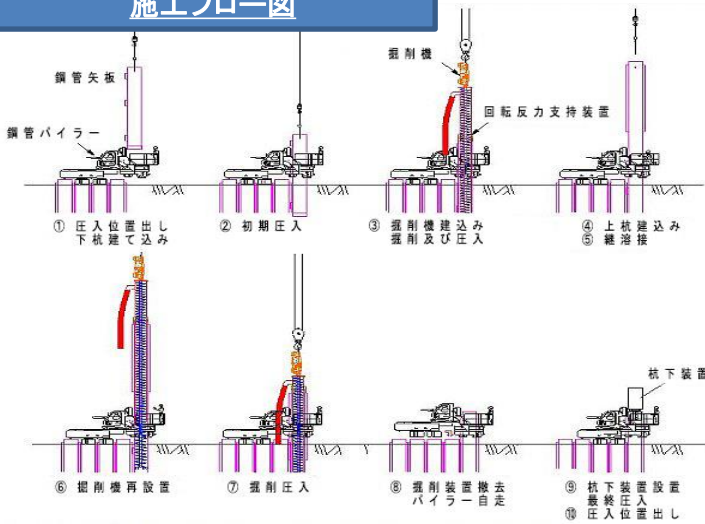 施工フロー図
鋼管矢板
鋼管パイラー
掘削機
回転反力支持装置
① 圧入位置出し
下杭建て込み
② 初期圧入
③ 掘削機建込み
掘削及び圧入
④ 上杭建込み
⑤ 継溶接
杭下装置
⑥ 掘削機再設置
⑦ 掘削圧入
⑧ 掘削装置撤去
パイラー自走
⑨ 杭下装置設置
最終圧入
⑩ 圧入位置出し